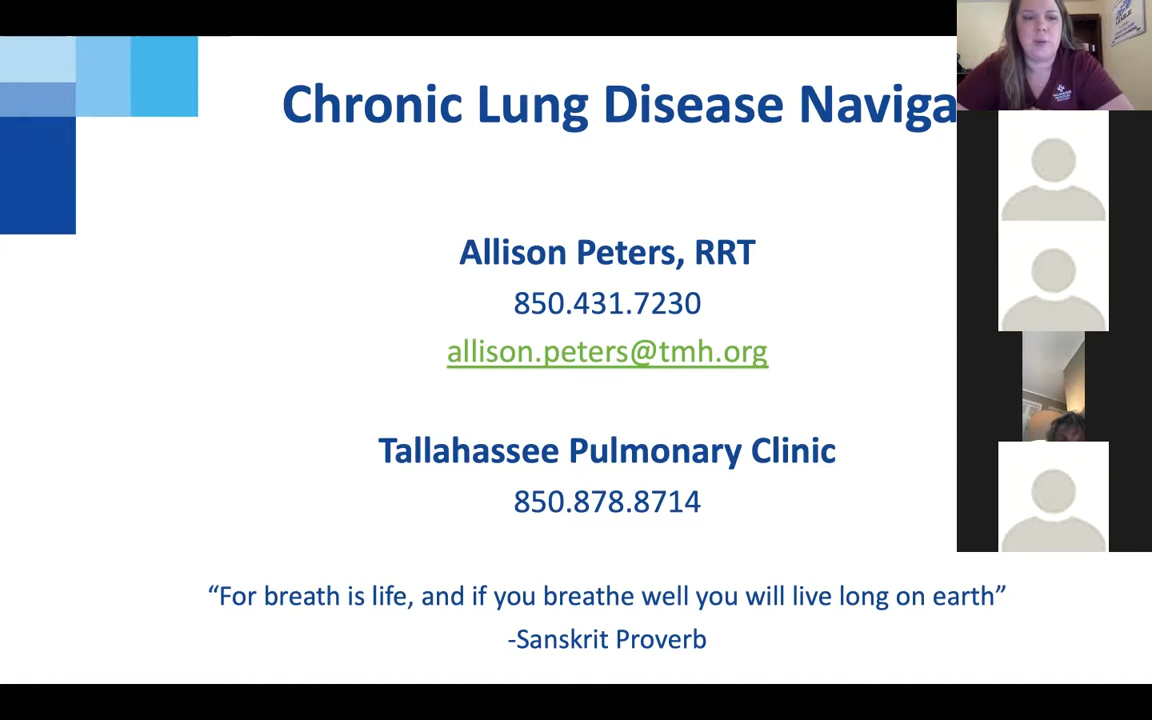 Chronic Lung Disease Naviga
Allison Peters, RRT
850.431.7230
allison.peters@tmh.org
Tallahassee Pulmonary Clinic
850.878.8714
“For breath is life, and if you breathe well you will live long on earth”
-Sanskrit Proverb